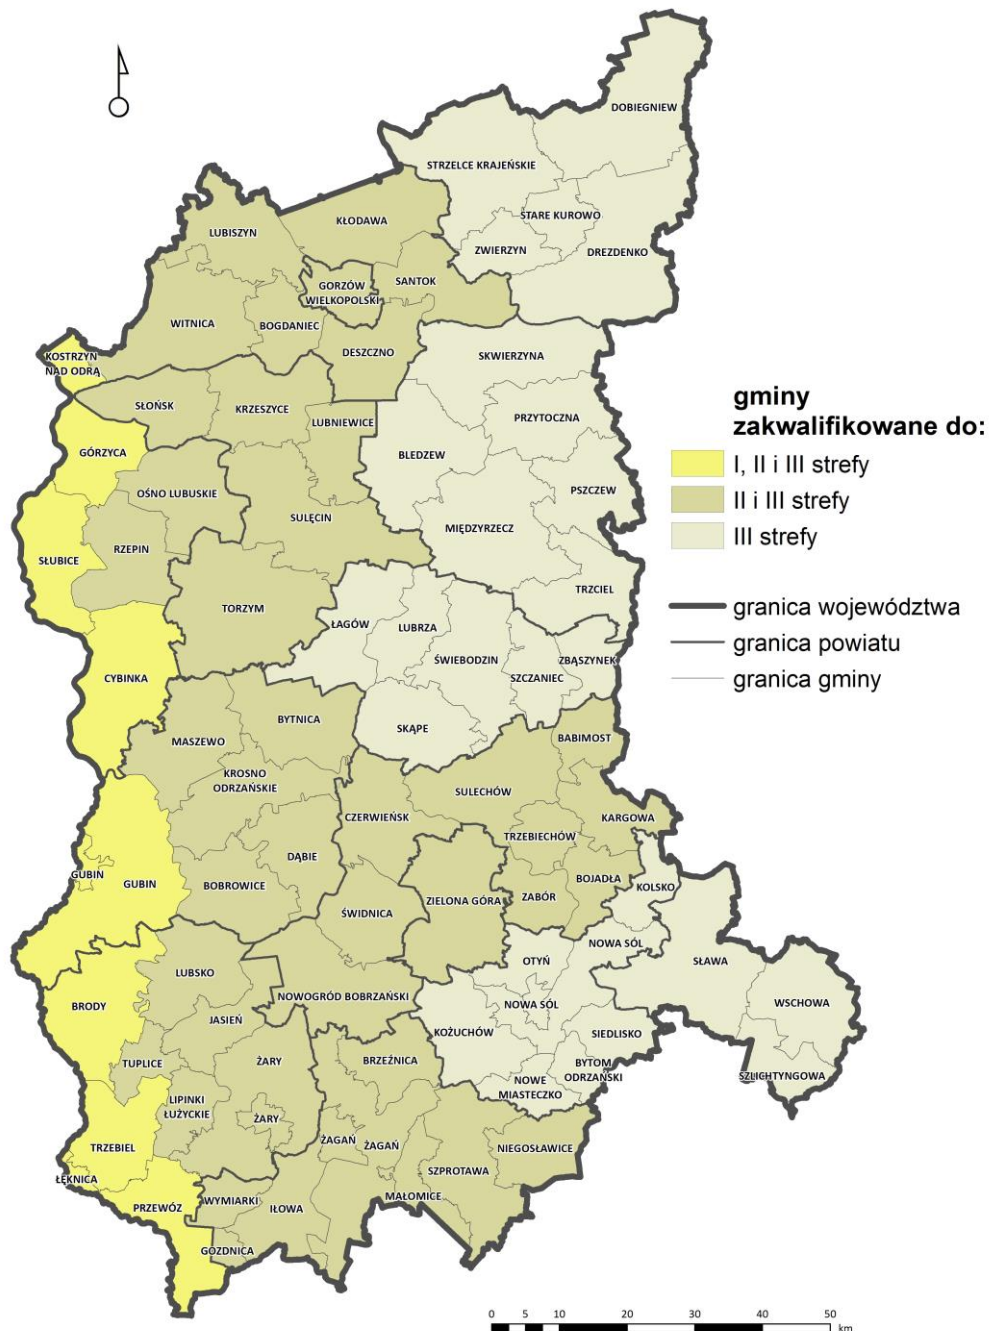 DOBIEGNIEW
STRZELCE KRAJEŃSKIE
STARE KUROWO
ZWIERZYN
DREZDENKO
KŁODAWA
LUBISZYN
SANTOK
GORZÓW
WIELKOPOLSKI
WITNICA
BOGDANIEC
DESZCZNO
KOSTRZYN
NAD ODRĄ
SKWIERZYNA
SŁOŃSK
KRZESZYCE
LUBNIEWICE
PRZYTOCZNA
GÓRZYCA
BLEDZEW
OŚNO LUBUSKIE
PSZCZEW
SULĘCIN
MIĘDZYRZECZ
RZEPIN
SŁUBICE
TRZCIEL
TORZYM
ŁAGÓW
LUBRZA
ŚWIEBODZIN
ZBĄSZYNEK
SZCZANIEC
CYBINKA
BYTNICA
SKĄPE
MASZEWO
BABIMOST
KROSNO
ODRZAŃSKIE
SULECHÓW
CZERWIEŃSK
KARGOWA
TRZEBIECHÓW
DĄBIE
GUBIN
GUBIN
BOBROWICE
BOJADŁA
KOLSKO
ZABÓR
ZIELONA GÓRA
ŚWIDNICA
NOWA SÓL
OTYŃ
SŁAWA
LUBSKO
NOWOGRÓD BOBRZAŃSKI
BRODY
NOWA SÓL
WSCHOWA
JASIEŃ
KOŻUCHÓW
SIEDLISKO
TUPLICE
ŻARY
BRZEŹNICA
BYTOM
ODRZAŃSKI
NOWE
MIASTECZKO
SZLICHTYNGOWA
LIPINKI
ŁUŻYCKIE
ŻARY
TRZEBIEL
ŻAGAŃ
ŻAGAŃ
NIEGOSŁAWICE
SZPROTAWA
ŁĘKNICA
MAŁOMICE
PRZEWÓZ
WYMIARKI
IŁOWA
GOZDNICA
gminy
zakwalifikowane do:
I, II i III strefy
II i III strefy
III strefy
granica województwa
granica powiatu
granica gminy
0 5 10 20 30 40 50
km